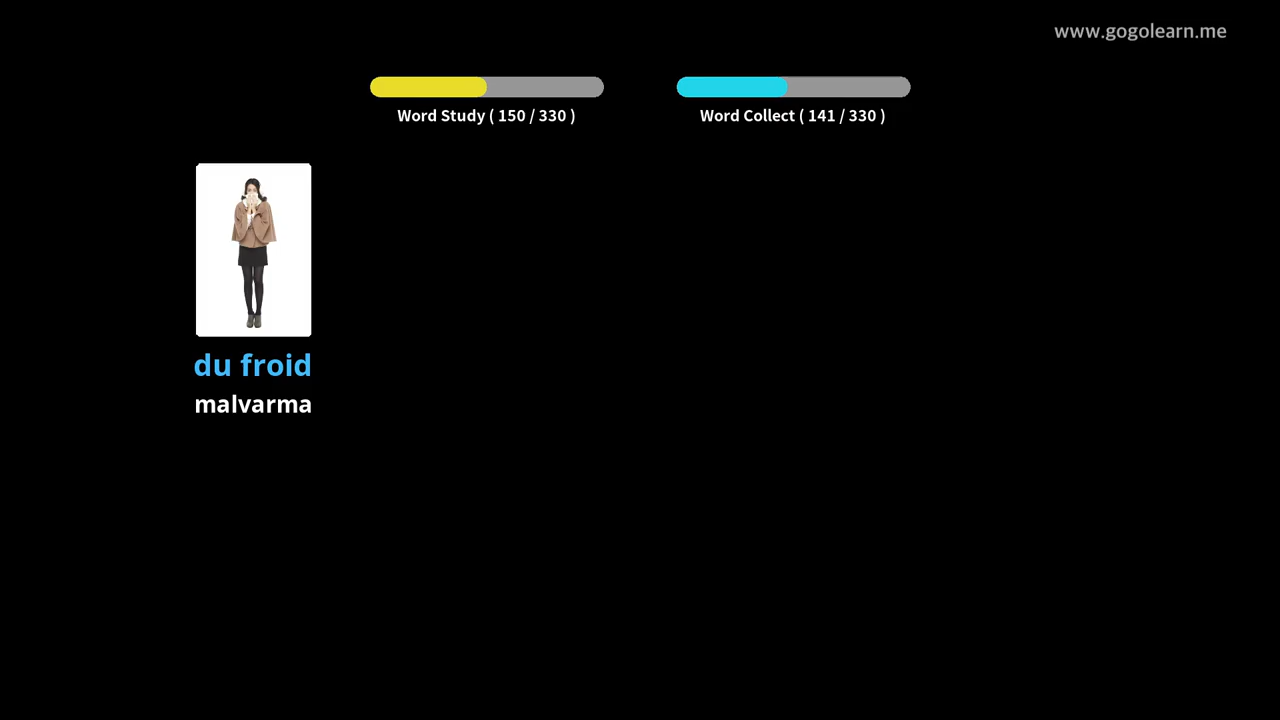 www.gogolearn.me
Word Study ( 150 / 330 )
Word Collect ( 141 / 330 )
du froid
malvarma